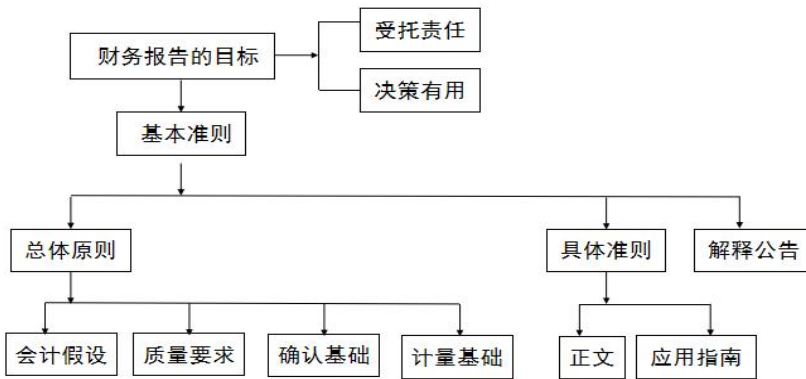 受托责任
财务报告的目标
决策有用
基本准则
总体原则
具体准则
解释公告
会计假设
质量要求
确认基础
计量基础
正文
应用指南